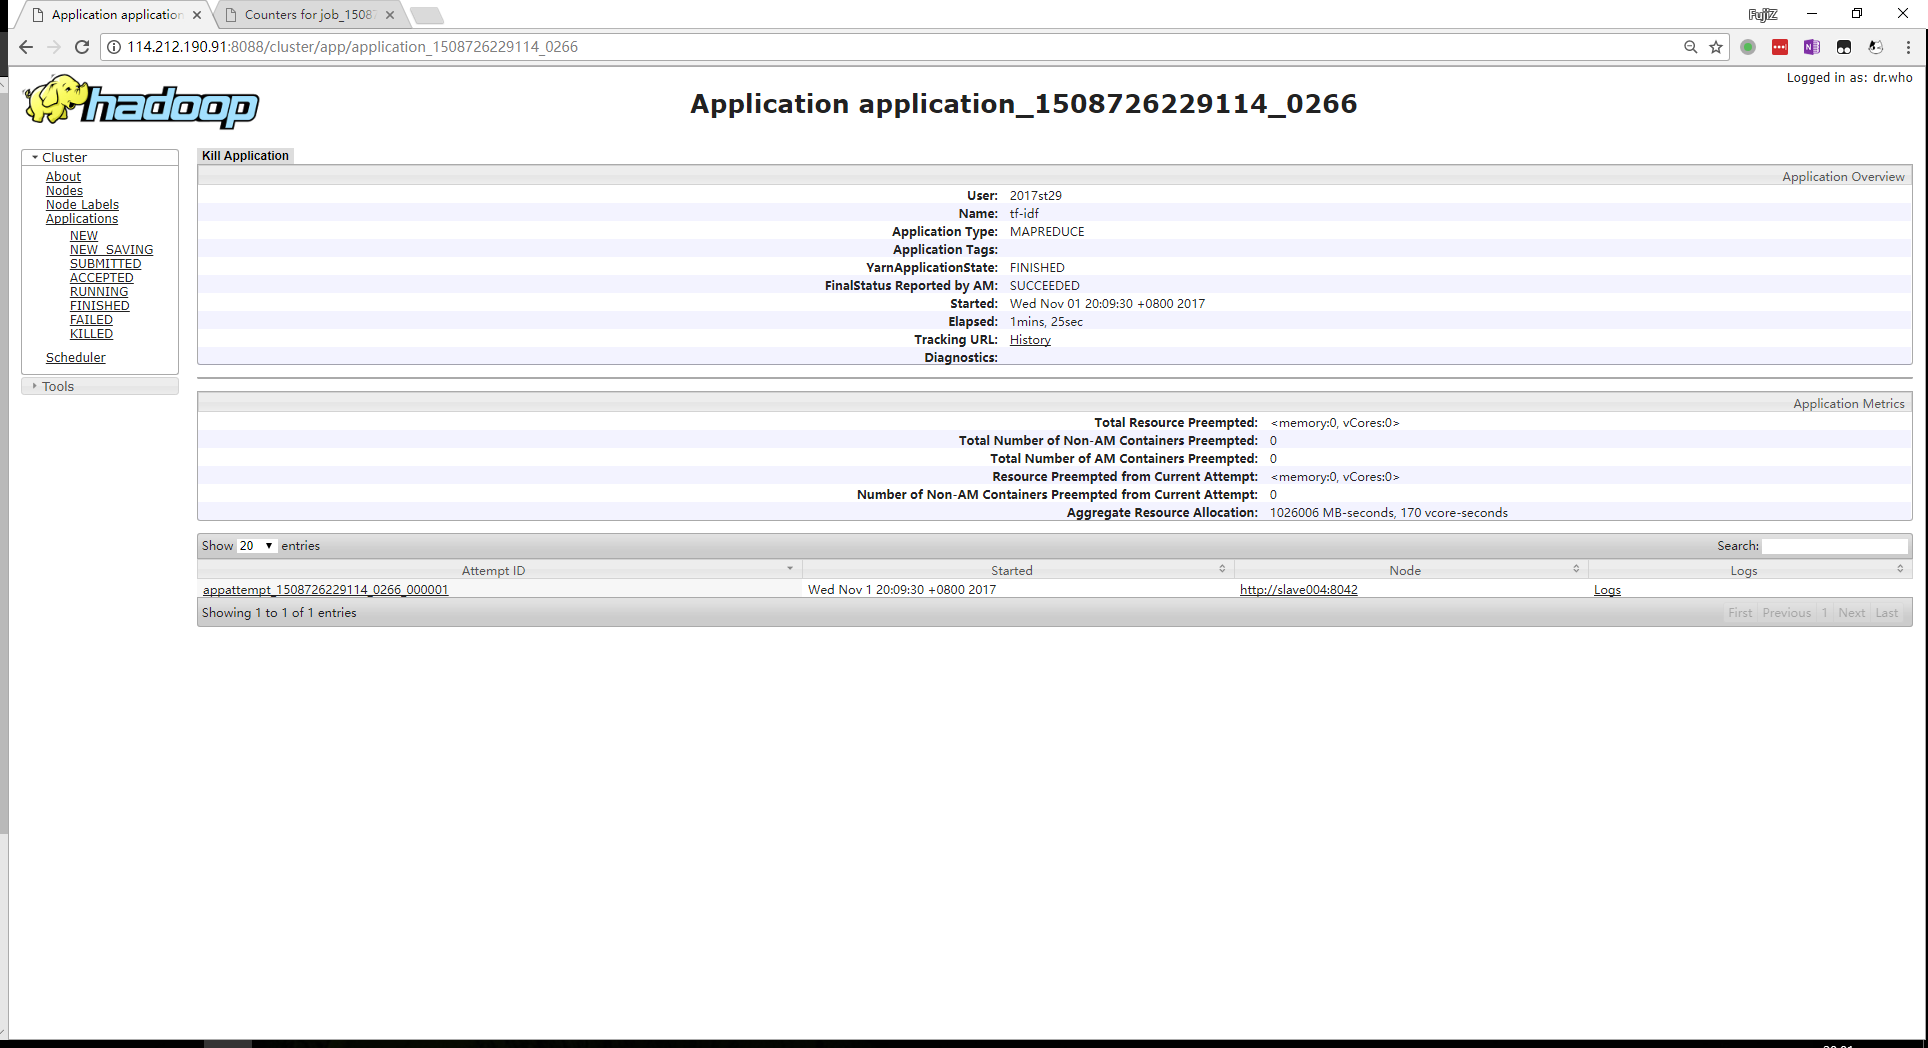 Application application
Counters for job_1508
FujiZ
114.212.190.91:8088/cluster/app/application_1508726229114_0266
Logged in as: dr.who
hadoop
Application application_1508726229114_0266
Cluster
About
Nodes
Node Labels
Applications
NEW
NEW_SAVING
SUBMITTED
ACCEPTED
RUNNING
FINISHED
FAILED
KILLED
Scheduler
Tools
Kill Application
Application Overview
User: 2017st29
Name: tf-idf
Application Type: MAPREDUCE
Application Tags:
YarnApplicationState: FINISHED
FinalStatus Reported by AM: SUCCEEDED
Started: Wed Nov 01 20:09:30 +0800 2017
Elapsed: 1mins, 25sec
Tracking URL: History
Diagnostics:
Application Metrics
Total Resource Preempted: <memory:0, vCores:0>
Total Number of Non-AM Containers Preempted: 0
Total Number of AM Containers Preempted: 0
Resource Preempted from Current Attempt: <memory:0, vCores:0>
Number of Non-AM Containers Preempted from Current Attempt: 0
Aggregate Resource Allocation: 1026006 MB-seconds, 170 vcore-seconds
Show 20 entries Search:
Attempt ID Started Node Logs
appattempt_1508726229114_0266_000001 Wed Nov 1 20:09:30 +0800 2017 http://slave004:8042 Logs
Showing 1 to 1 of 1 entries First Previous 1 Next Last